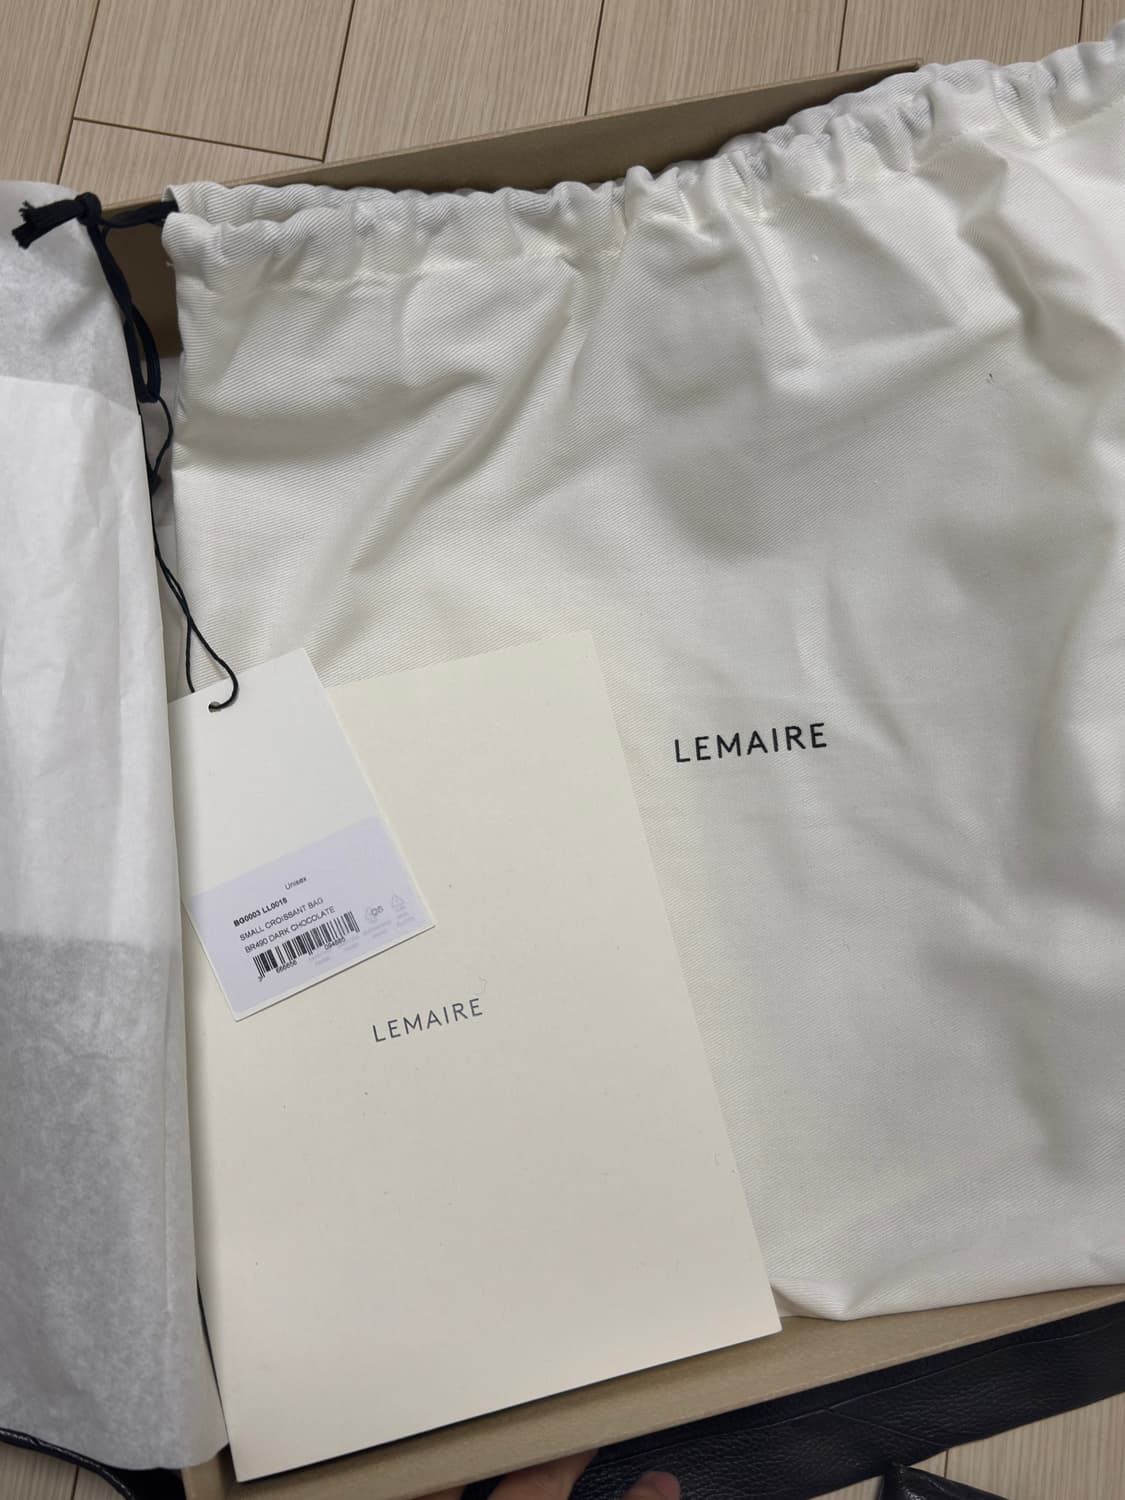 LEMAIRE
Unisex
BG0003 LL0018
SMALL CROISSANT BAG
BR490 DARK CHOCOLATE
LEMAIRE